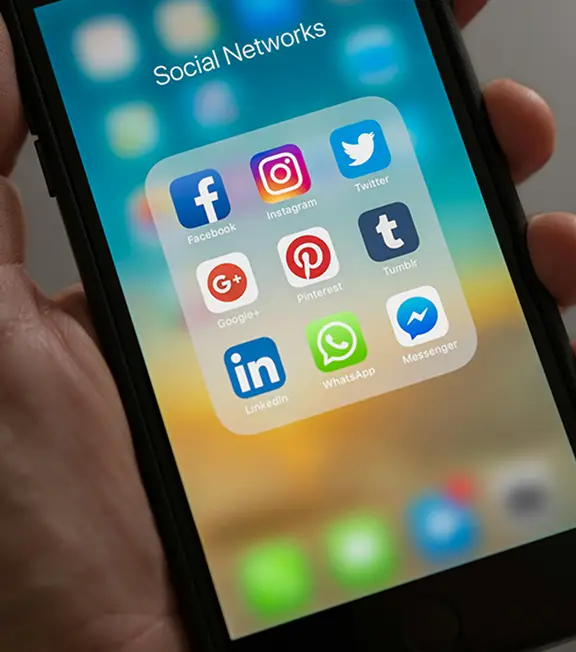 Social Networks
Facebook
Instagram
Twitter
Google+
Pinterest
Tumblr
LinkedIn
WhatsApp
Messenger